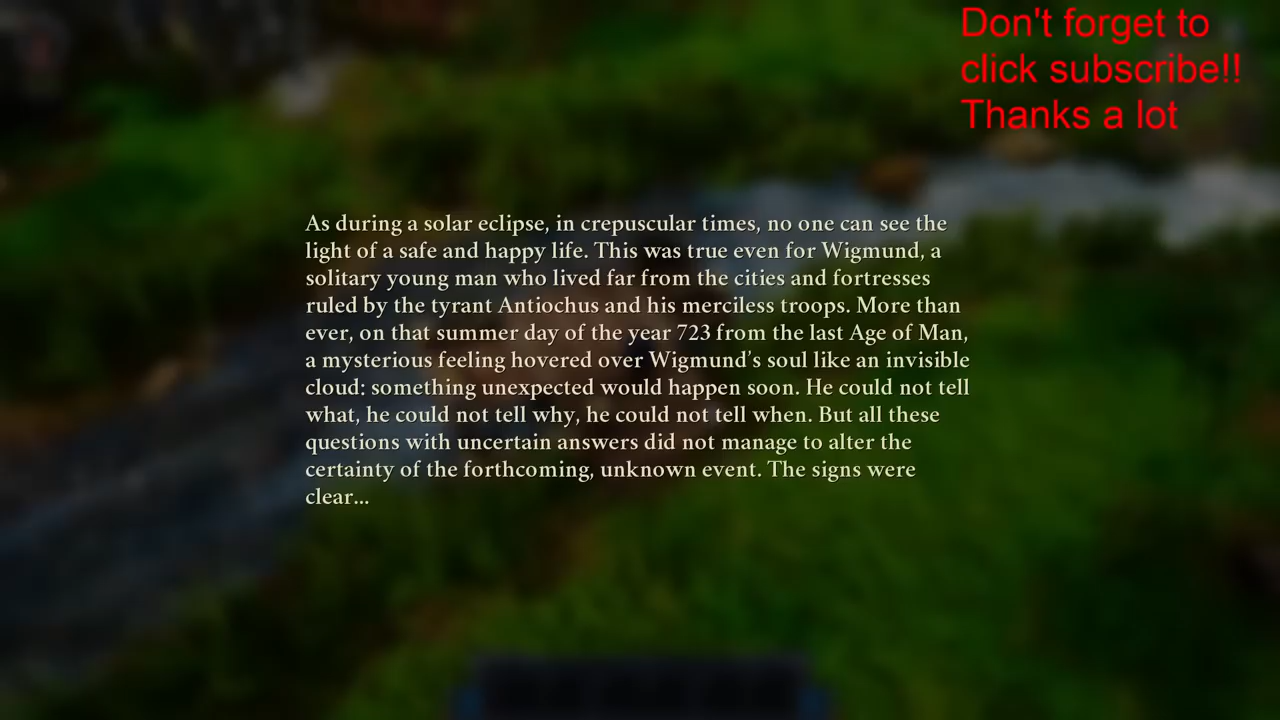 Don't forget to
click subscribe!!
Thanks a lot
As during a solar eclipse, in crepuscular times, no one can see the
light of a safe and happy life. This was true even for Wigmund, a
solitary young man who lived far from the cities and fortresses
ruled by the tyrant Antiochus and his merciless troops. More than
ever, on that summer day of the year 723 from the last Age of Man,
a mysterious feeling hovered over Wigmund's soul like an invisible
cloud: something unexpected would happen soon. He could not tell
what, he could not tell why, he could not tell when. But all these
questions with uncertain answers did not manage to alter the
certainty of the forthcoming, unknown event. The signs were
clear...